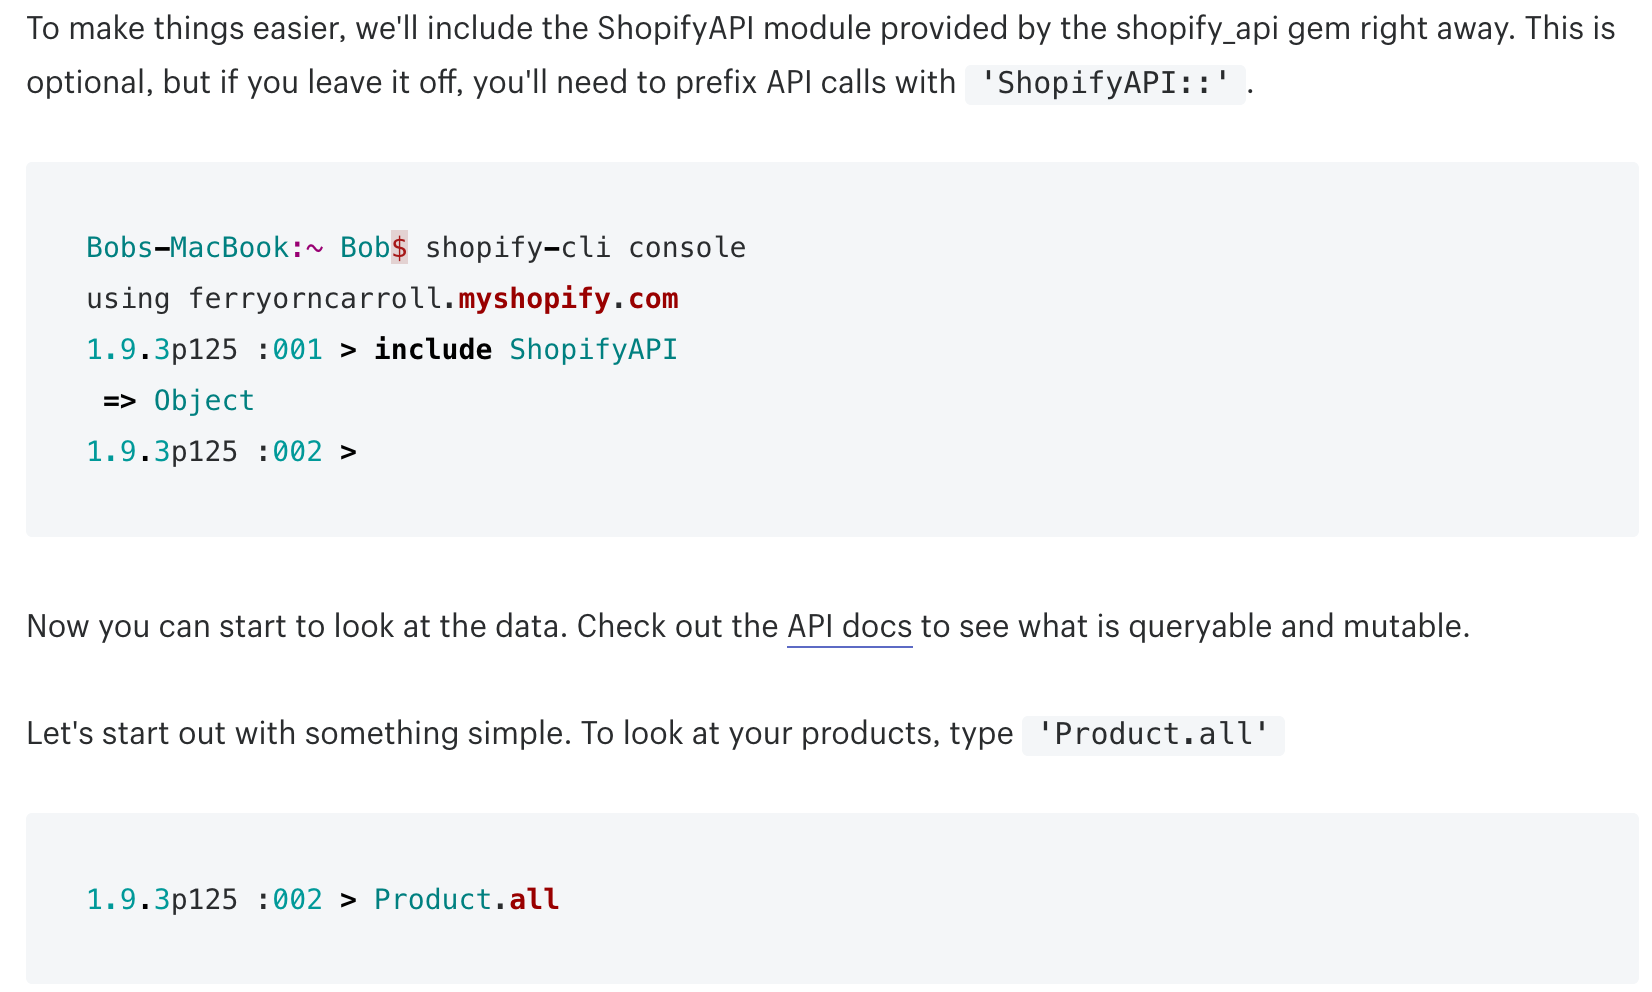 To make things easier, we'll include the ShopifyAPI module provided by the shopify_api gem right away. This is
optional, but if you leave it off, you'll need to prefix API calls with 'ShopifyAPI::' .
Bobs-MacBook:~ Bob$ shopify-cli console
using ferryorncarroll.myshopify.com
1.9.3p125 :001 > include ShopifyAPI
 => Object
1.9.3p125 :002 >
Now you can start to look at the data. Check out the API docs to see what is queryable and mutable.
Let's start out with something simple. To look at your products, type 'Product.all'
1.9.3p125 :002 > Product.all